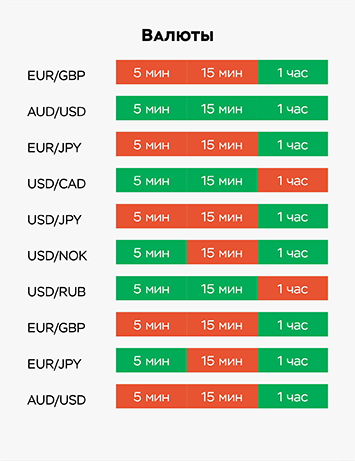 Валюты
EUR/GBP 5 мин 15 мин 1 час
AUD/USD 5 мин 15 мин 1 час
EUR/JPY 5 мин 15 мин 1 час
USD/CAD 5 мин 15 мин 1 час
USD/JPY 5 мин 15 мин 1 час
USD/NOK 5 мин 15 мин 1 час
USD/RUB 5 мин 15 мин 1 час
EUR/GBP 5 мин 15 мин 1 час
EUR/JPY 5 мин 15 мин 1 час
AUD/USD 5 мин 15 мин 1 час